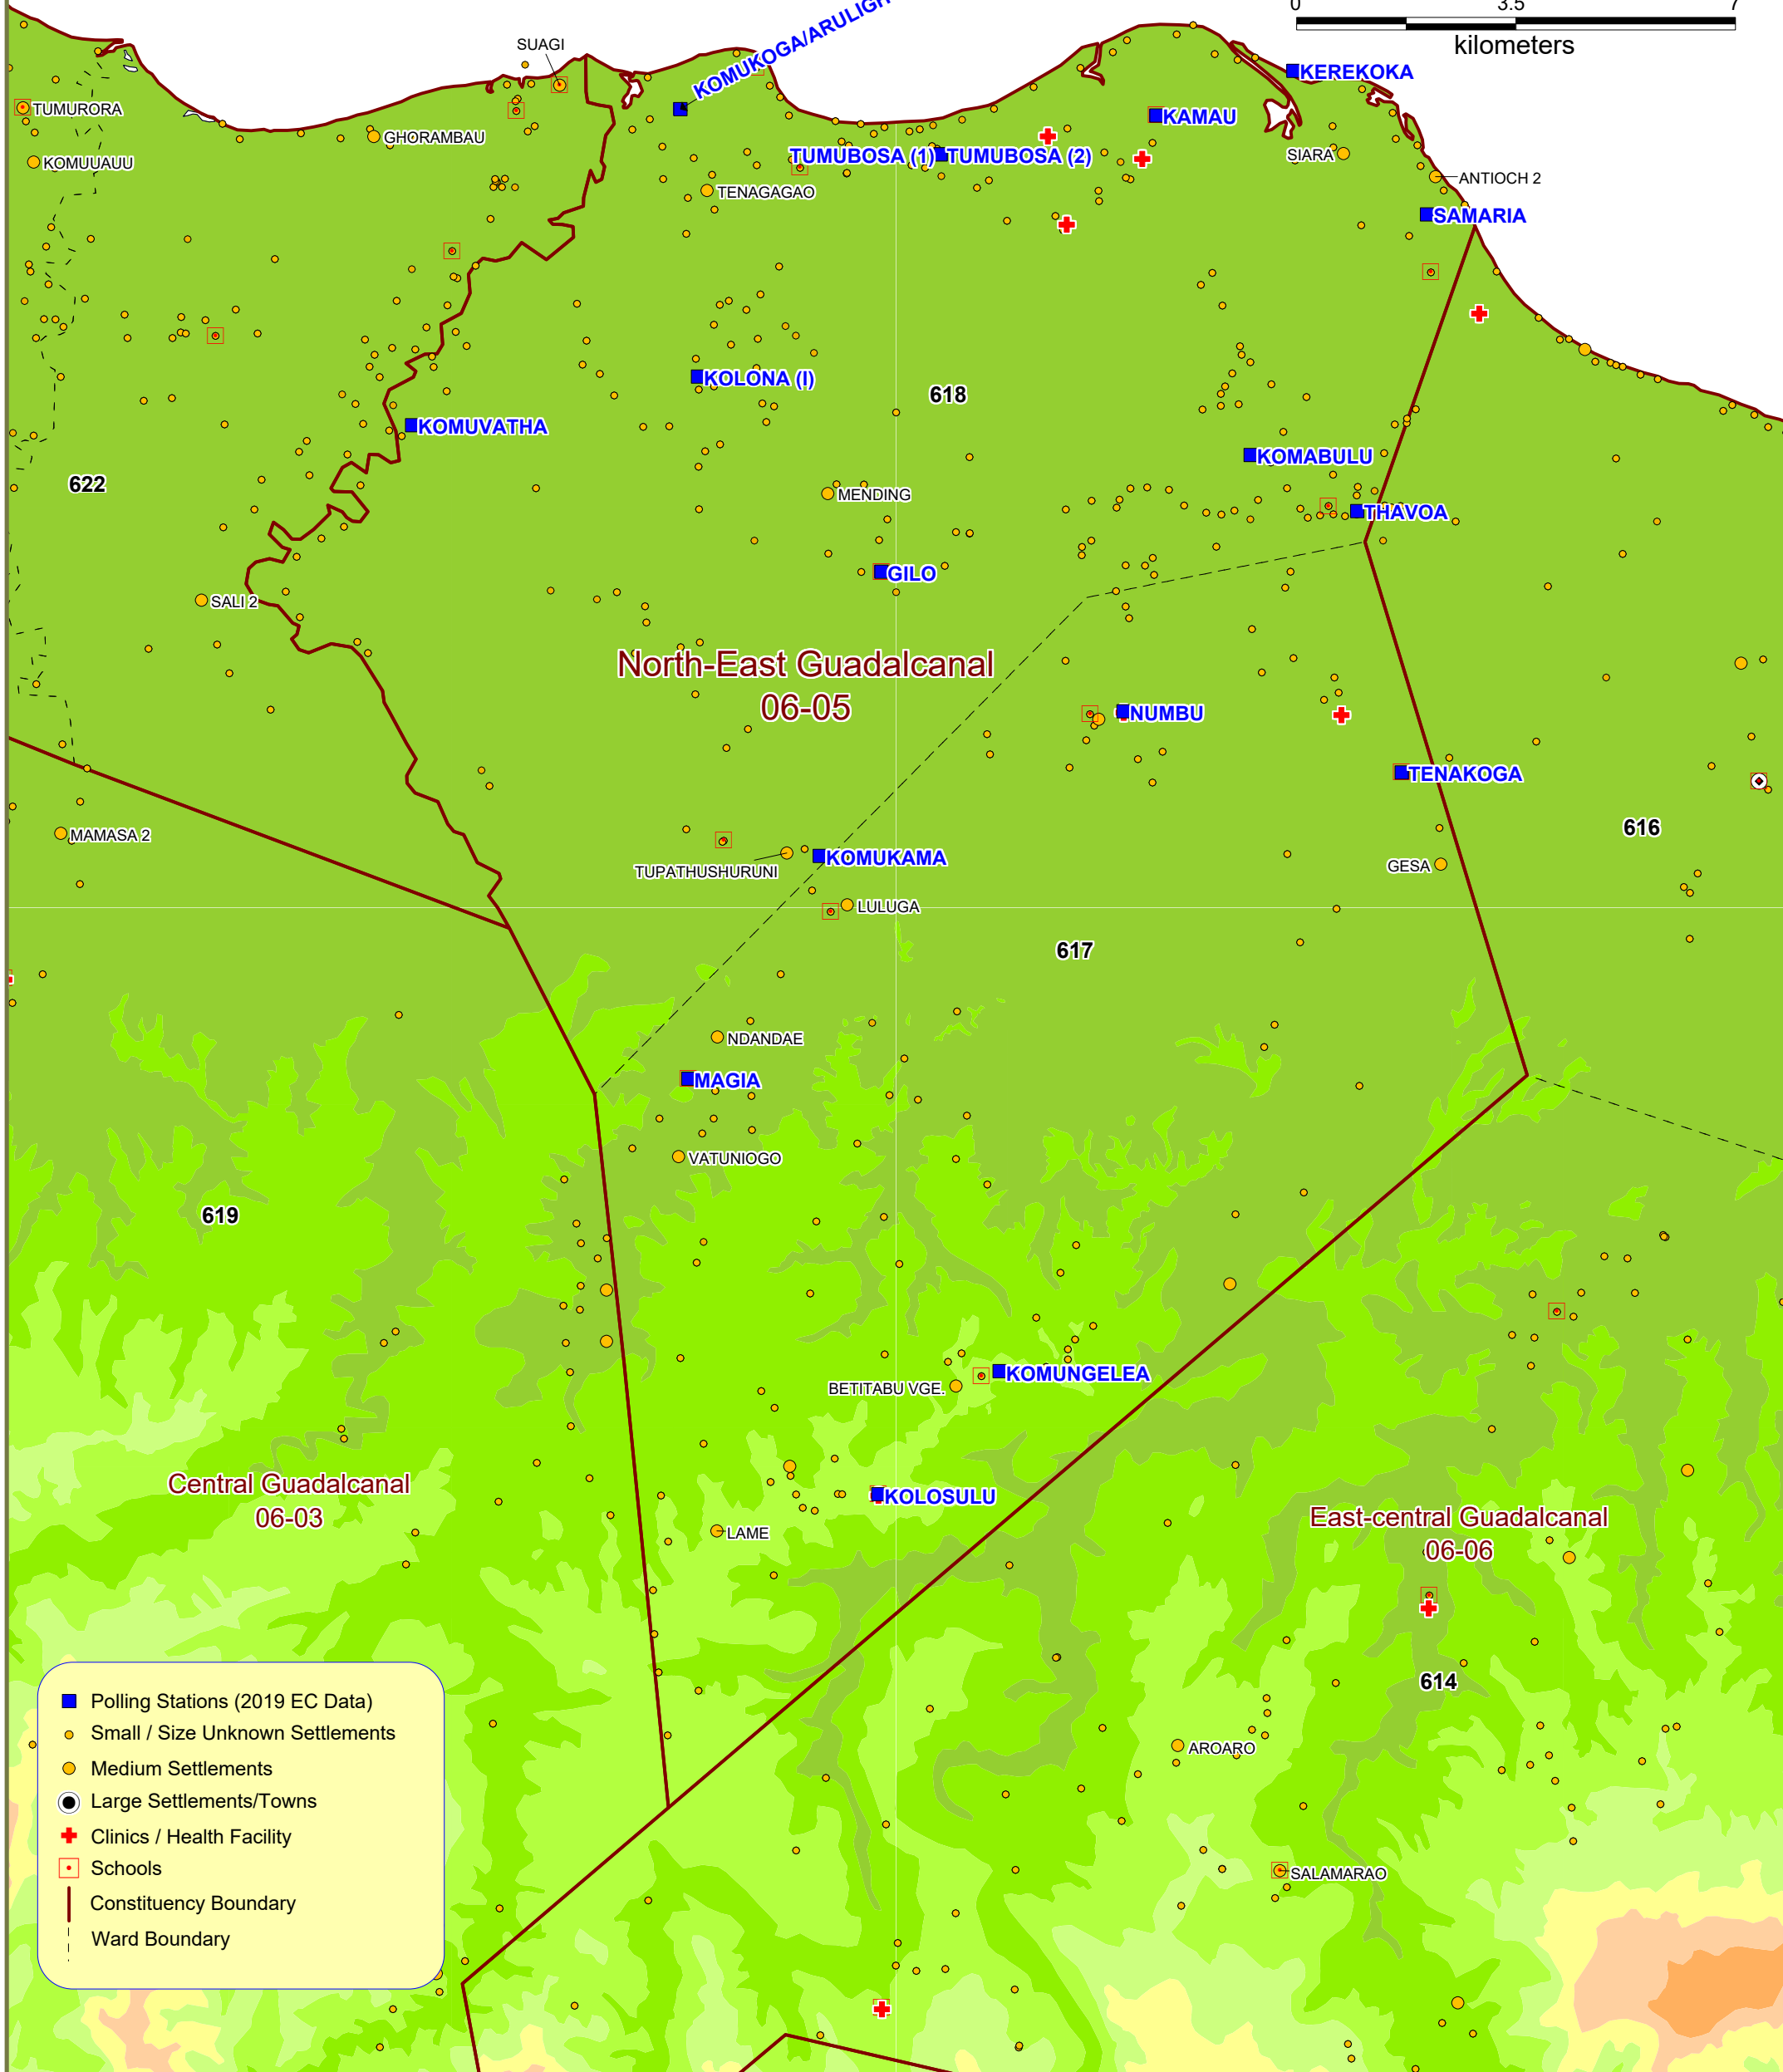 0 3.5 7
kilometers
KOMUKOGA/ARULIGH
SUAGI
KEREKOKA
TUMURORA
KAMAU
GHORAMBAU
TUMUBOSA (1)
TUMUBOSA (2)
SIARA
KOMUUAUU
ANTIOCH 2
TENAGAGAO
SAMARIA
KOLONA (I)
618
KOMUVATHA
KOMABULU
622
MENDING
THAVOA
GILO
SALI 2
North-East Guadalcanal
06-05
NUMBU
TENAKOGA
616
MAMASA 2
KOMUKAMA
TUPATHUSHURUNI
GESA
LULUGA
617
NDANDAE
MAGIA
VATUNIOGO
619
KOMUNGELEA
BETITABU VGE.
Central Guadalcanal
06-03
KOLOSULU
LAME
East-central Guadalcanal
06-06
614
AROARO
SALAMARAO
Polling Stations (2019 EC Data)
Small / Size Unknown Settlements
Medium Settlements
Large Settlements/Towns
Clinics / Health Facility
Schools
Constituency Boundary
Ward Boundary